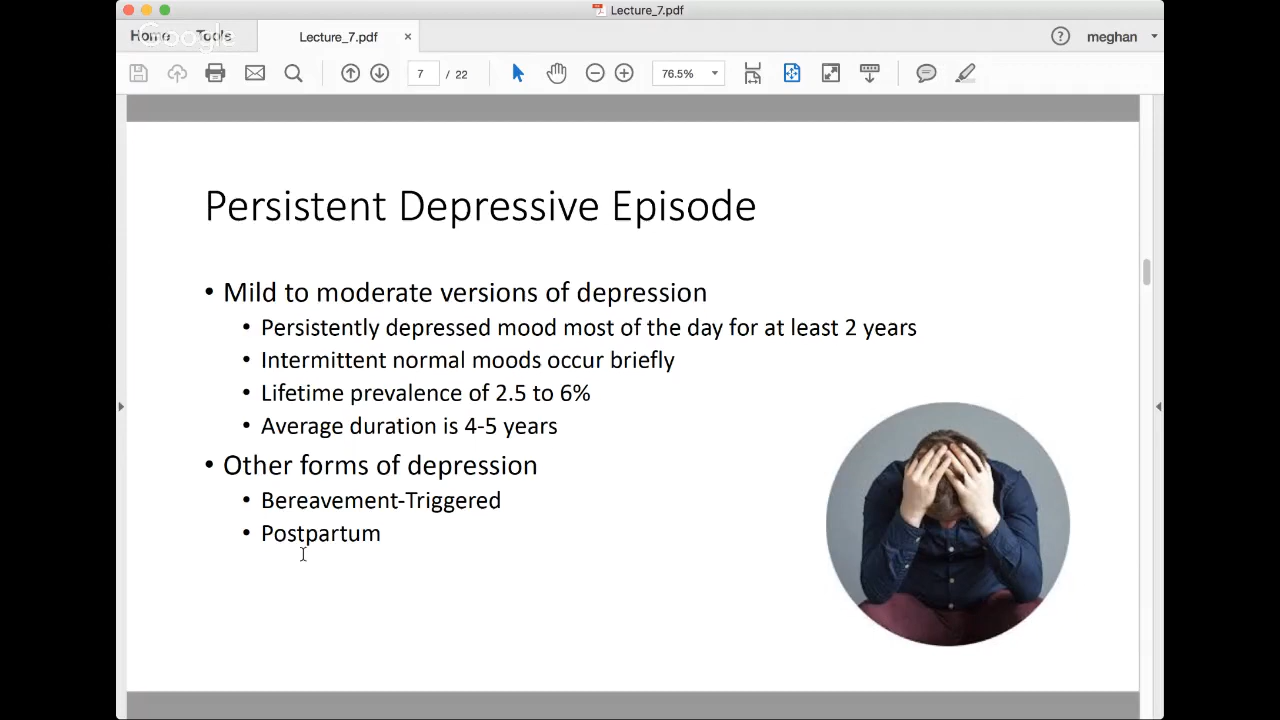 Lecture_7.pdf
Home Tools Lecture_7.pdf × ? meghan
Google
7 / 22 76.5%
Persistent Depressive Episode
• Mild to moderate versions of depression
• Persistently depressed mood most of the day for at least 2 years
• Intermittent normal moods occur briefly
• Lifetime prevalence of 2.5 to 6%
• Average duration is 4-5 years
• Other forms of depression
• Bereavement-Triggered
• Postpartum